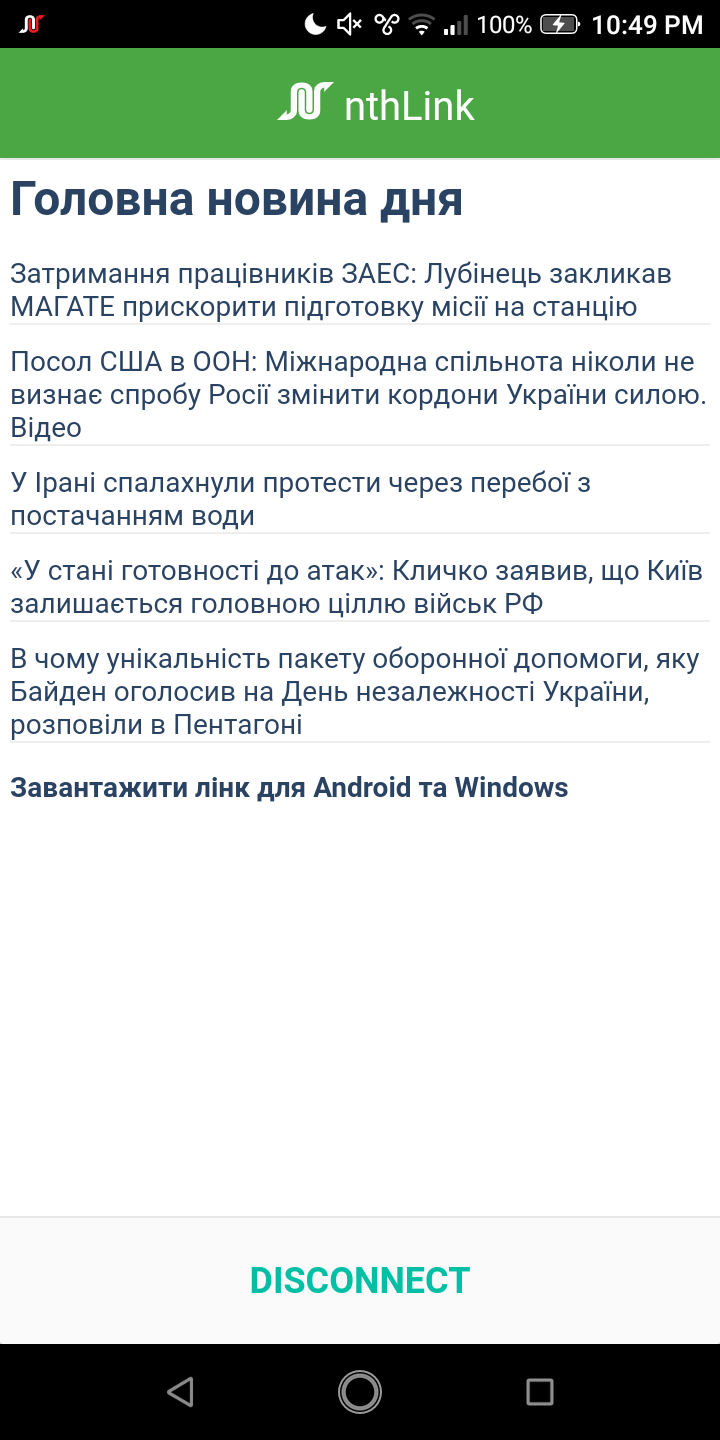 100% 10:49 PM
nthLink
Головна новина дня
Затримання працівників ЗАЕС: Лубінець закликав
МАГАТЕ прискорити підготовку місії на станцію
Посол США в ООН: Міжнародна спільнота ніколи не
визнає спробу Росії змінити кордони України силою.
Відео
У Ірані спалахнули протести через перебої з
постачанням води
«У стані готовності до атак»: Кличко заявив, що Київ
залишається головною ціллю військ РФ
В чому унікальність пакету оборонної допомоги, яку
Байден оголосив на День незалежності України,
розповіли в Пентагоні
Завантажити лінк для Android та Windows
DISCONNECT